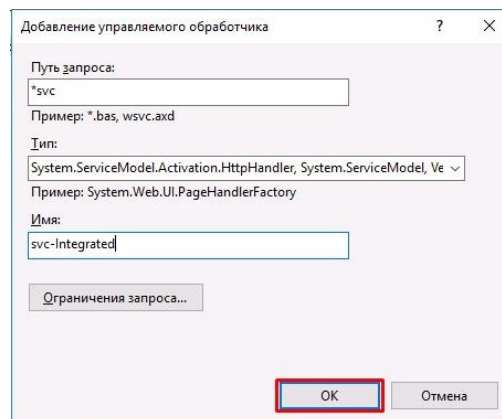 Добавление управляемого обработчика ? ×
Путь запроса:
*svc
Пример: *.bas, wsvc.axd
Тип:
System.ServiceModel.Activation.HttpHandler, System.ServiceModel, Ve
Пример: System.Web.UI.PageHandlerFactory
Имя:
svc-Integrated
Ограничения запроса...
ОК Отмена